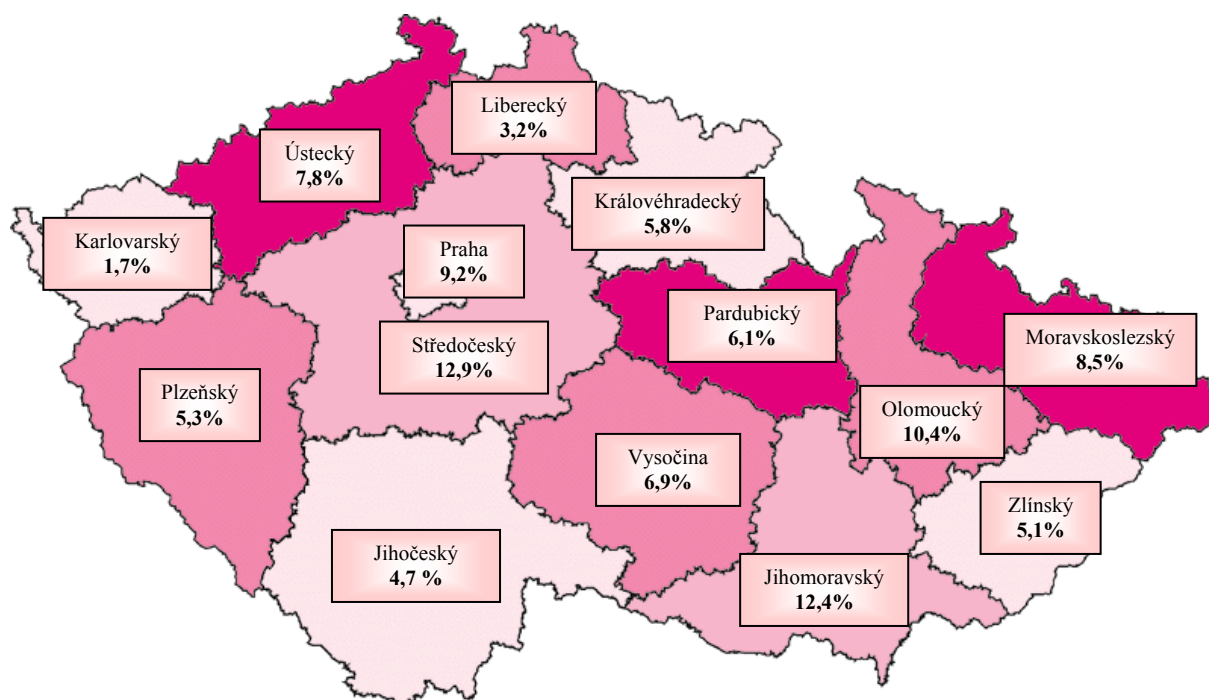 Liberecký
3,2%
Ústecký
7,8%
Královéhradecký
5,8%
Karlovarský
1,7%
Praha
9,2%
Pardubický
6,1%
Moravskoslezský
8,5%
Středočeský
12,9%
Plzeňský
5,3%
Olomoucký
10,4%
Vysočina
6,9%
Zlínský
5,1%
Jihočeský
4,7 %
Jihomoravský
12,4%